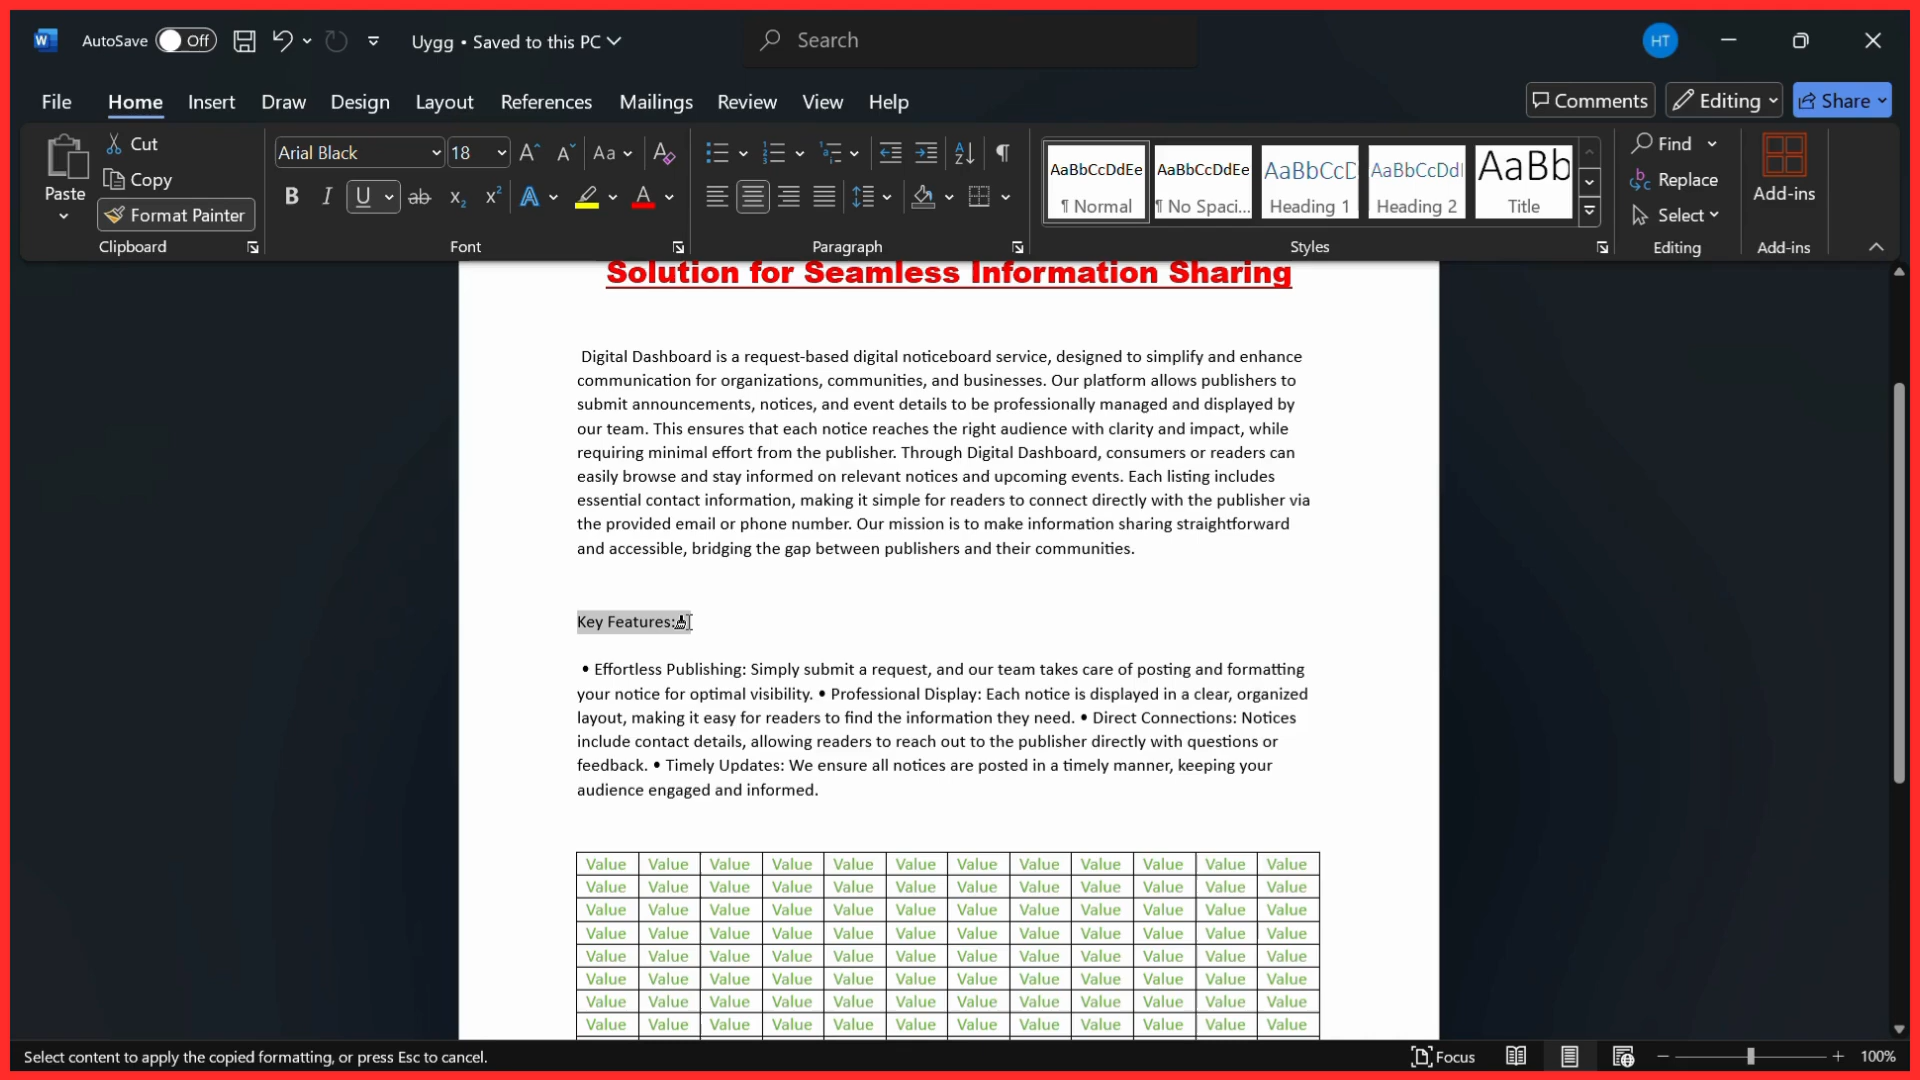 AutoSave Off Uygg • Saved to this PC Search HT
File Home Insert Draw Design Layout References Mailings Review View Help Comments Editing Share
Paste Cut Copy Format Painter Clipboard
Arial Black 18 Aa
B I U ab x₂ x² A A Font
Paragraph
AaBbCcDdEe AaBbCcDdEe AaBbCcD AaBbCcDdI AaBb
¶ Normal ¶ No Spaci... Heading 1 Heading 2 Title
Styles
Find Replace Select Editing
Add-ins Add-ins
Solution for Seamless Information Sharing
Digital Dashboard is a request-based digital noticeboard service, designed to simplify and enhance
communication for organizations, communities, and businesses. Our platform allows publishers to
submit announcements, notices, and event details to be professionally managed and displayed by
our team. This ensures that each notice reaches the right audience with clarity and impact, while
requiring minimal effort from the publisher. Through Digital Dashboard, consumers or readers can
easily browse and stay informed on relevant notices and upcoming events. Each listing includes
essential contact information, making it simple for readers to connect directly with the publisher via
the provided email or phone number. Our mission is to make information sharing straightforward
and accessible, bridging the gap between publishers and their communities.
Key Features:
• Effortless Publishing: Simply submit a request, and our team takes care of posting and formatting
your notice for optimal visibility. • Professional Display: Each notice is displayed in a clear, organized
layout, making it easy for readers to find the information they need. • Direct Connections: Notices
include contact details, allowing readers to reach out to the publisher directly with questions or
feedback. • Timely Updates: We ensure all notices are posted in a timely manner, keeping your
audience engaged and informed.
Value Value Value Value Value Value Value Value Value Value Value Value
Value Value Value Value Value Value Value Value Value Value Value Value
Value Value Value Value Value Value Value Value Value Value Value Value
Value Value Value Value Value Value Value Value Value Value Value Value
Value Value Value Value Value Value Value Value Value Value Value Value
Value Value Value Value Value Value Value Value Value Value Value Value
Value Value Value Value Value Value Value Value Value Value Value Value
Value Value Value Value Value Value Value Value Value Value Value Value
Select content to apply the copied formatting, or press Esc to cancel. Focus 100%